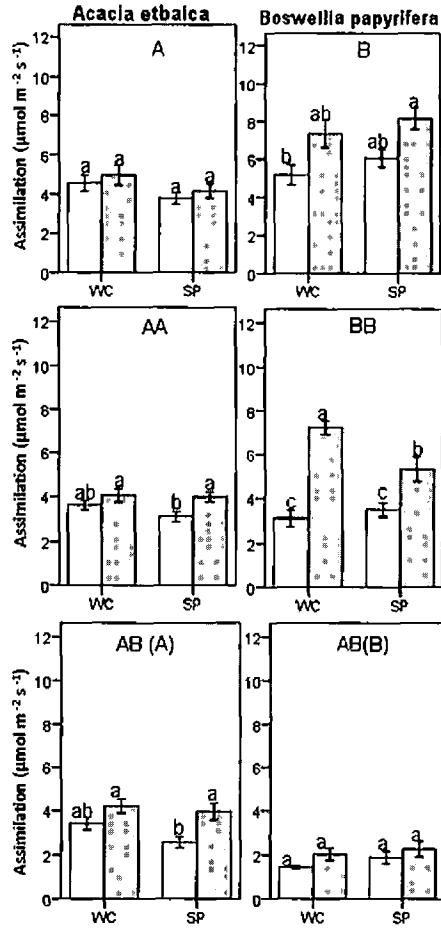 Acacia etbaica Boswellia papyrifera
Assimilation (µmol m⁻² s⁻¹)
12
10
8
6
4
2
0
A
a a a a
WC SP
12
10
8
6
4
2
0
B
b ab ab a
WC SP
Assimilation (µmol m⁻² s⁻¹)
12
10
8
6
4
2
0
AA
ab a b a
WC SP
12
10
8
6
4
2
0
BB
c a c b
WC SP
Assimilation (µmol m⁻² s⁻¹)
12
10
8
6
4
2
0
AB (A)
ab a b a
WC SP
12
10
8
6
4
2
0
AB(B)
a a a a
WC SP